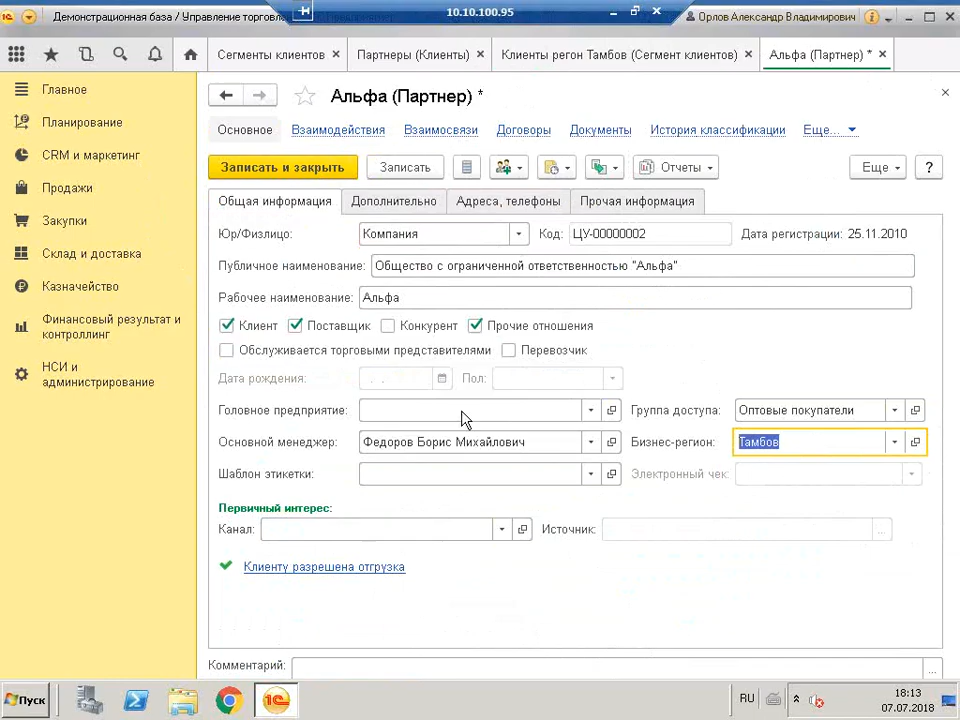 Демонстрационная база / Управление торговлей
10.10.100.95
Орлов Александр Владимирович
Сегменты клиентов
Партнеры (Клиенты)
Клиенты регон Тамбов (Сегмент клиентов)
Альфа (Партнер) *
Главное
Планирование
CRM и маркетинг
Продажи
Закупки
Склад и доставка
Казначейство
Финансовый результат и
контроллинг
НСИ и
администрирование
Альфа (Партнер) *
Основное Взаимодействия Взаимосвязи Договоры Документы История классификации Еще...
Записать и закрыть Записать Отчеты Еще ?
Общая информация Дополнительно Адреса, телефоны Прочая информация
Юр/Физлицо: Компания Код: ЦУ-00000002 Дата регистрации: 25.11.2010
Публичное наименование: Общество с ограниченной ответственностью "Альфа"
Рабочее наименование: Альфа
Клиент Поставщик Конкурент Прочие отношения
Обслуживается торговыми представителями Перевозчик
Дата рождения: . . Пол:
Головное предприятие: Группа доступа: Оптовые покупатели
Основной менеджер: Федоров Борис Михайлович Бизнес-регион: Тамбов
Шаблон этикетки: Электронный чек:
Первичный интерес:
Канал: Источник: ...
Клиенту разрешена отгрузка
Комментарий: ...
Пуск
RU
18:13
07.07.2018